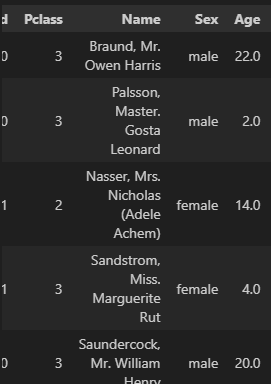 d Pclass Name Sex Age
0 3 Braund, Mr. Owen Harris male 22.0
0 3 Palsson, Master. Gosta Leonard male 2.0
1 2 Nasser, Mrs. Nicholas (Adele Achem) female 14.0
1 3 Sandstrom, Miss. Marguerite Rut female 4.0
0 3 Saundercock, Mr. William Henry male 20.0